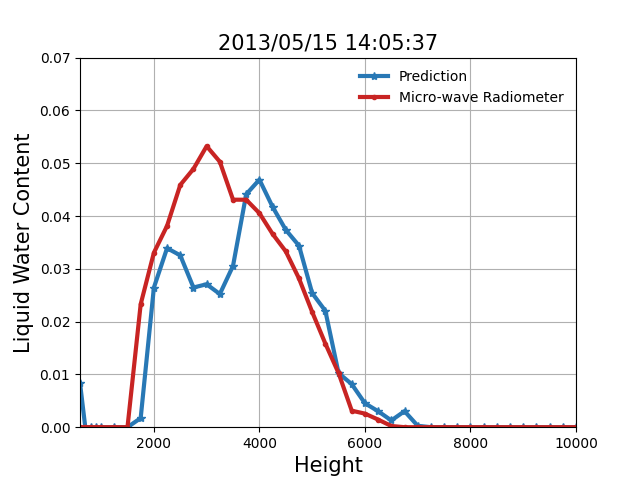 2013/05/15 14:05:37
0.07
0.06
0.05
0.04
0.03
0.02
0.01
0.00
Liquid Water Content
Prediction
Micro-wave Radiometer
2000 4000 6000 8000 10000
Height